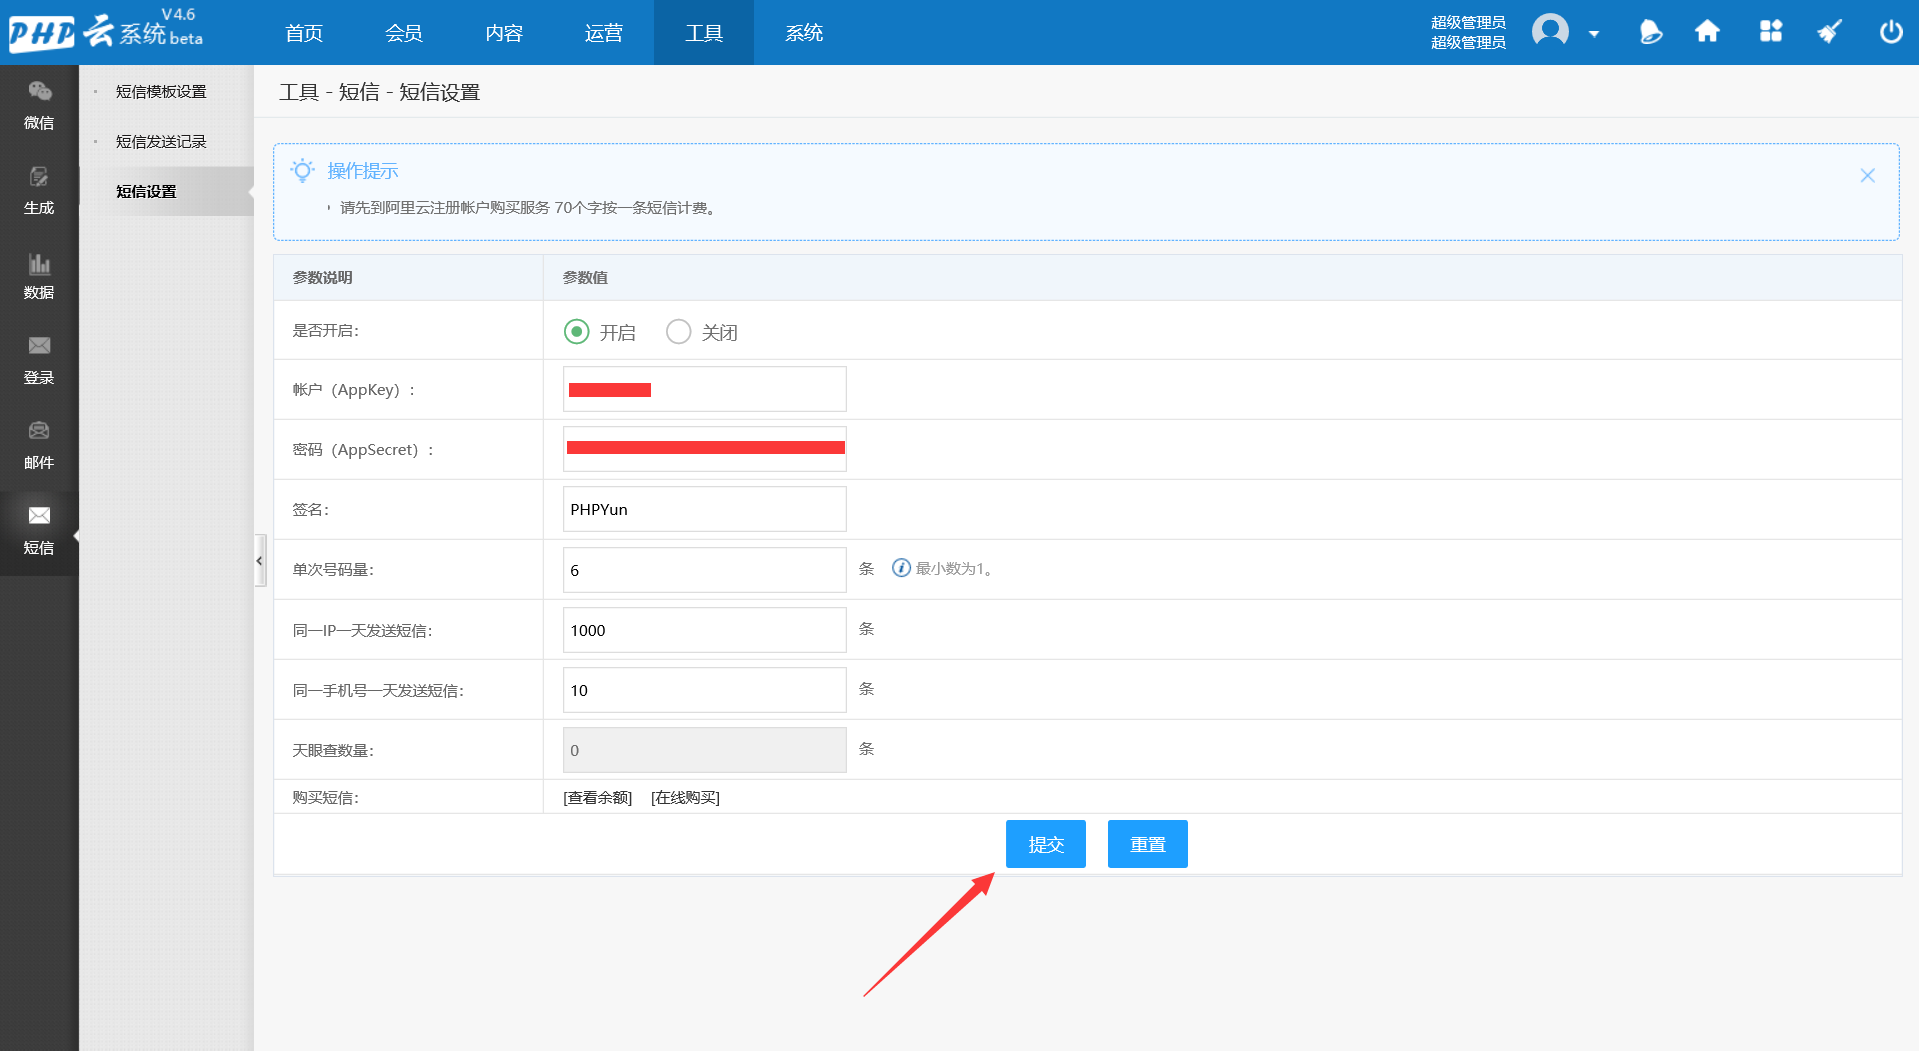 PHP云系统 V4.6 beta
首页 会员 内容 运营 工具 系统
超级管理员
超级管理员
微信
生成
数据
登录
邮件
短信
短信模板设置
短信发送记录
短信设置
工具 - 短信 - 短信设置
操作提示
请先到阿里云注册帐户购买服务 70个字按一条短信计费。
参数说明 参数值
是否开启： 开启 关闭
帐户（AppKey）：
密码（AppSecret）：
签名： PHPYun
单次号码量： 6 条 最小数为1。
同一IP一天发送短信： 1000 条
同一手机号一天发送短信： 10 条
天眼查数量： 0 条
购买短信： [查看余额] [在线购买]
提交 重置